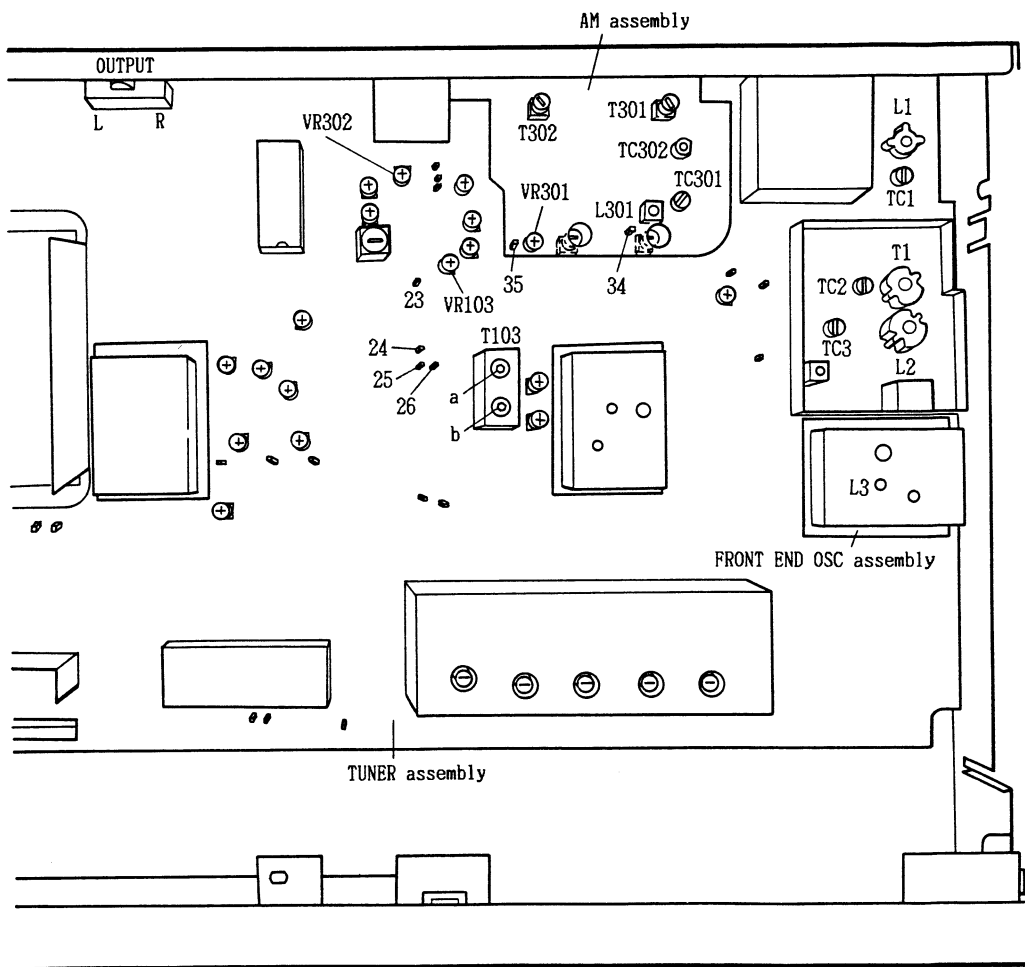 AM assembly
OUTPUT
L R
VR302
T302
T301
L1
TC302
TC301
TC1
VR301
L301
T1
23
VR103
35
34
TC2
24
T103
TC3
25
26
a
L2
b
L3
FRONT END OSC assembly
TUNER assembly